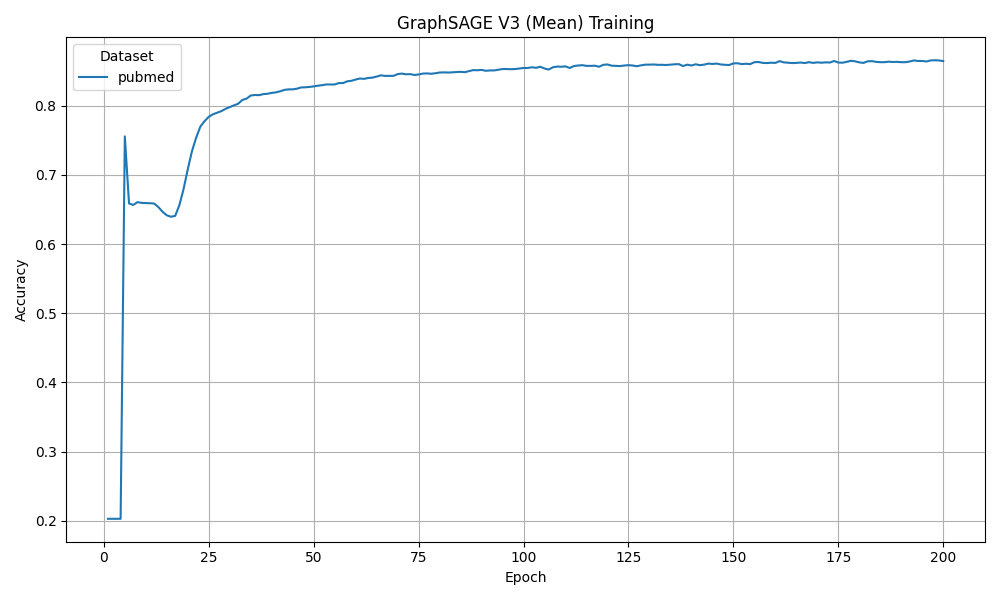 GraphSAGE V3 (Mean) Training
Dataset
pubmed
Accuracy
0.8
0.7
0.6
0.5
0.4
0.3
0.2
0 25 50 75 100 125 150 175 200
Epoch